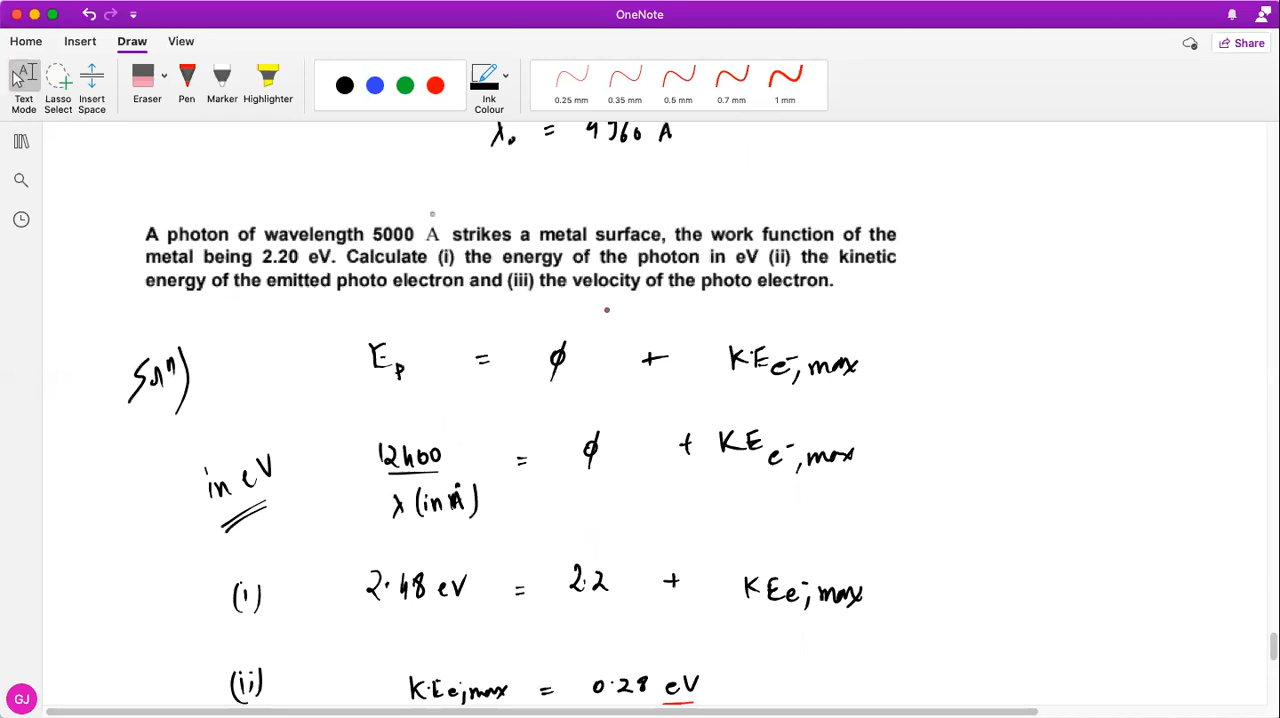 OneNote
Home Insert Draw View
Share
Text Mode
Lasso Select
Insert Space
Eraser
Pen
Marker
Highlighter
Ink Colour
0.25 mm 0.35 mm 0.5 mm 0.7 mm 1 mm
λ₀ = 4960 A
A photon of wavelength 5000 Å strikes a metal surface, the work function of the
metal being 2.20 eV. Calculate (i) the energy of the photon in eV (ii) the kinetic
energy of the emitted photo electron and (iii) the velocity of the photo electron.
Solⁿ)
Eₚ = φ + K.E e⁻, max
in eV
12400 / λ (in Å) = φ + KE e⁻, max
(i) 2.48 eV = 2.2 + KE e⁻, max
(ii) K.E e⁻, max = 0.28 eV
GJ